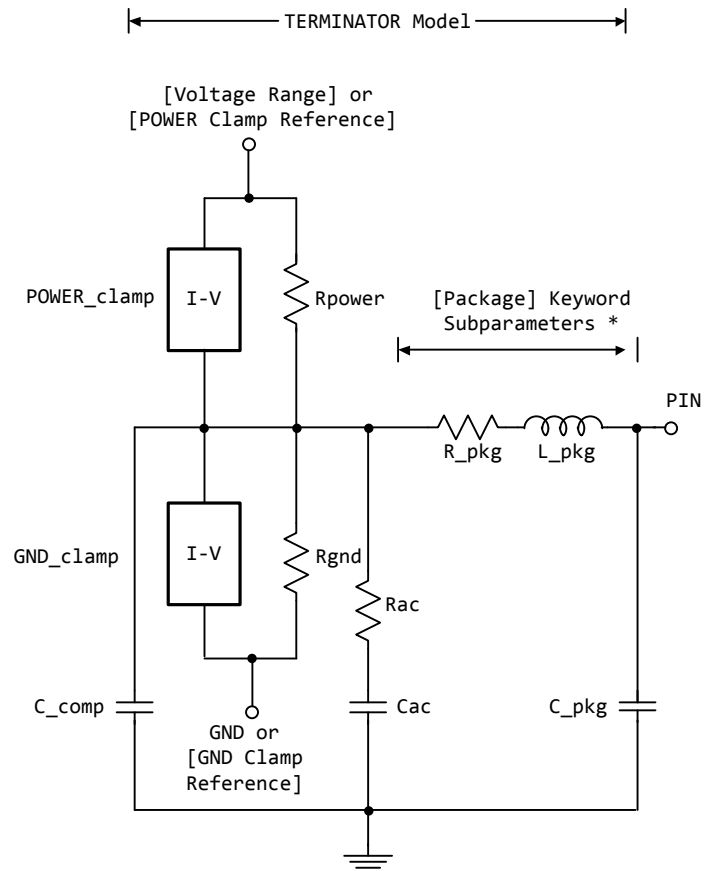 TERMINATOR Model
[Voltage Range] or
[POWER Clamp Reference]
POWER_clamp
I-V
Rpower
[Package] Keyword
Subparameters *
PIN
R_pkg
L_pkg
GND_clamp
I-V
Rgnd
Rac
C_comp
Cac
C_pkg
GND or
[GND Clamp
Reference]